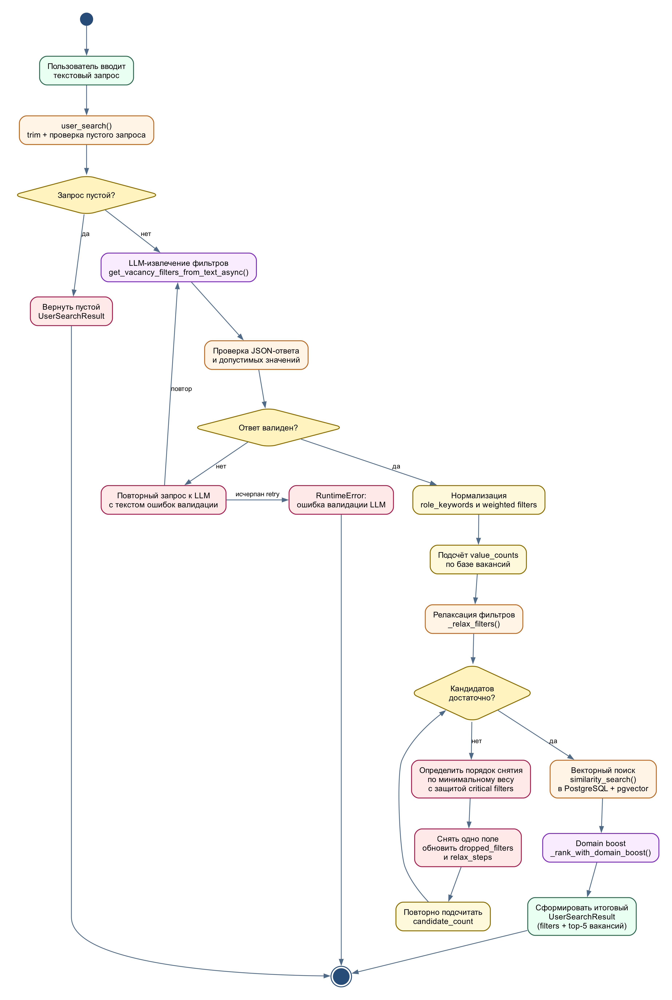 Пользователь вводит
текстовый запрос
user_search()
trim + проверка пустого запроса
Запрос пустой?
да
нет
LLM-извлечение фильтров
get_vacancy_filters_from_text_async()
Вернуть пустой
UserSearchResult
Проверка JSON-ответа
и допустимых значений
повтор
Ответ валиден?
нет
да
Повторный запрос к LLM
с текстом ошибок валидации
исчерпан retry
RuntimeError:
ошибка валидации LLM
Нормализация
role_keywords и weighted filters
Подсчёт value_counts
по базе вакансий
Релаксация фильтров
_relax_filters()
Кандидатов
достаточно?
нет
да
Определить порядок снятия
по минимальному весу
с защитой critical filters
Векторный поиск
similarity_search()
в PostgreSQL + pgvector
Снять одно поле
обновить dropped_filters
и relax_steps
Domain boost
_rank_with_domain_boost()
Повторно подсчитать
candidate_count
Сформировать итоговый
UserSearchResult
(filters + top-5 вакансий)